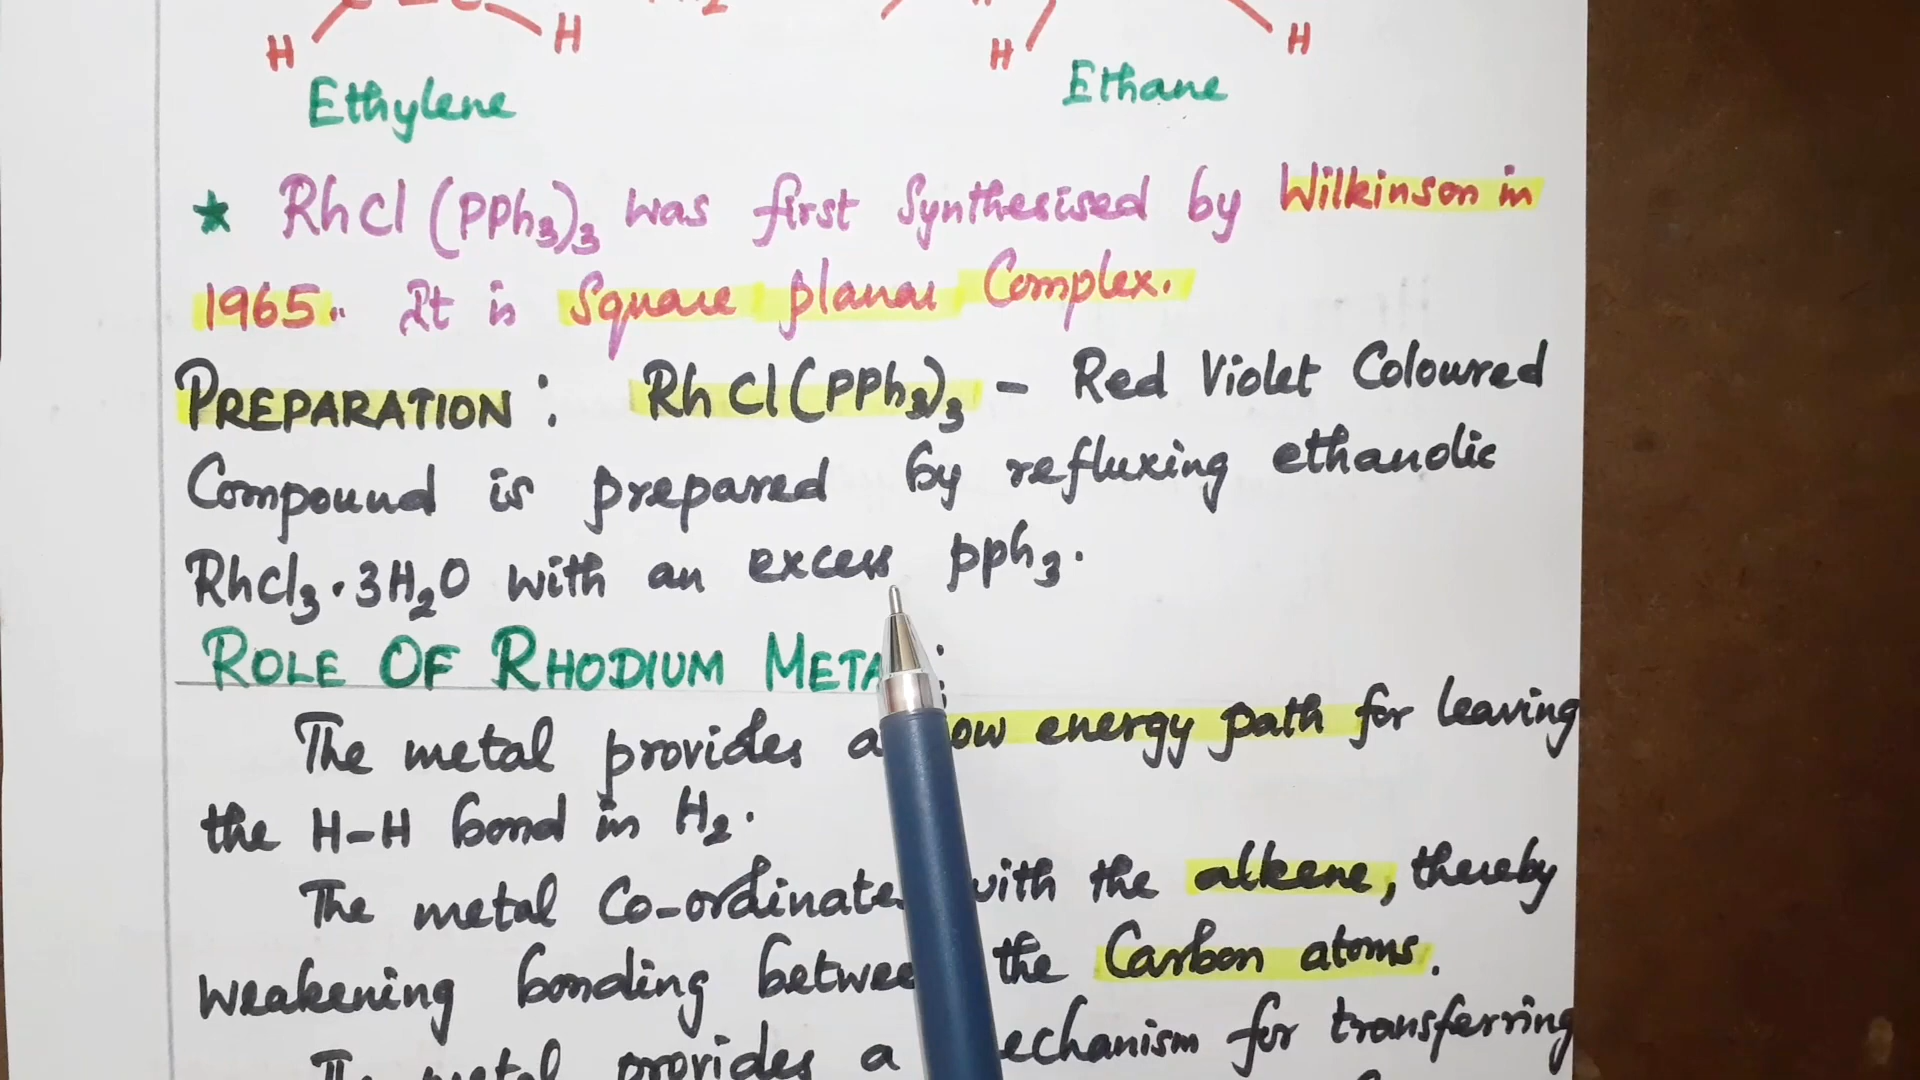 H H H H
Ethylene Ethane
★ RhCl (PPh3)3 was first Synthesised by Wilkinson in
1965. It is Square planar Complex.
PREPARATION : RhCl(PPh3)3 – Red Violet Coloured
Compound is prepared by refluxing ethanolic
RhCl3·3H2O with an excess pph3.
ROLE OF RHODIUM META :
The metal provides a low energy path for leaving
the H–H bond in H2.
The metal Co-ordinate with the alkene, thereby
weakening bonding betwee the Carbon atoms.
metal provides a echanism for transferring